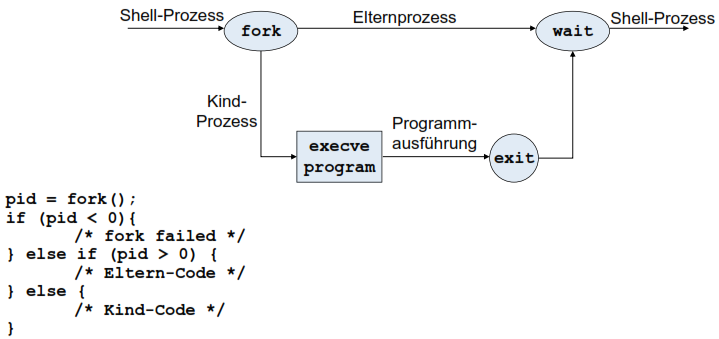 Shell-Prozess
fork
Elternprozess
wait
Shell-Prozess
Kind-
Prozess
execve
program
Programm-
ausführung
exit
pid = fork();
if (pid < 0){
/* fork failed */
} else if (pid > 0) {
/* Eltern-Code */
} else {
/* Kind-Code */
}